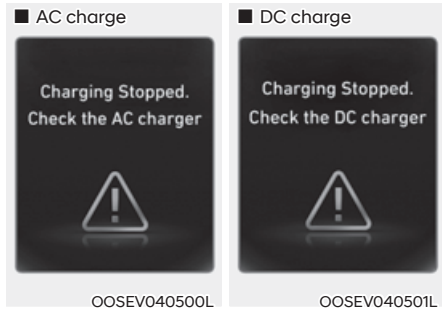 ■ AC charge
Charging Stopped.
Check the AC charger
OOSEV040500L
■ DC charge
Charging Stopped.
Check the DC charger
OOSEV040501L